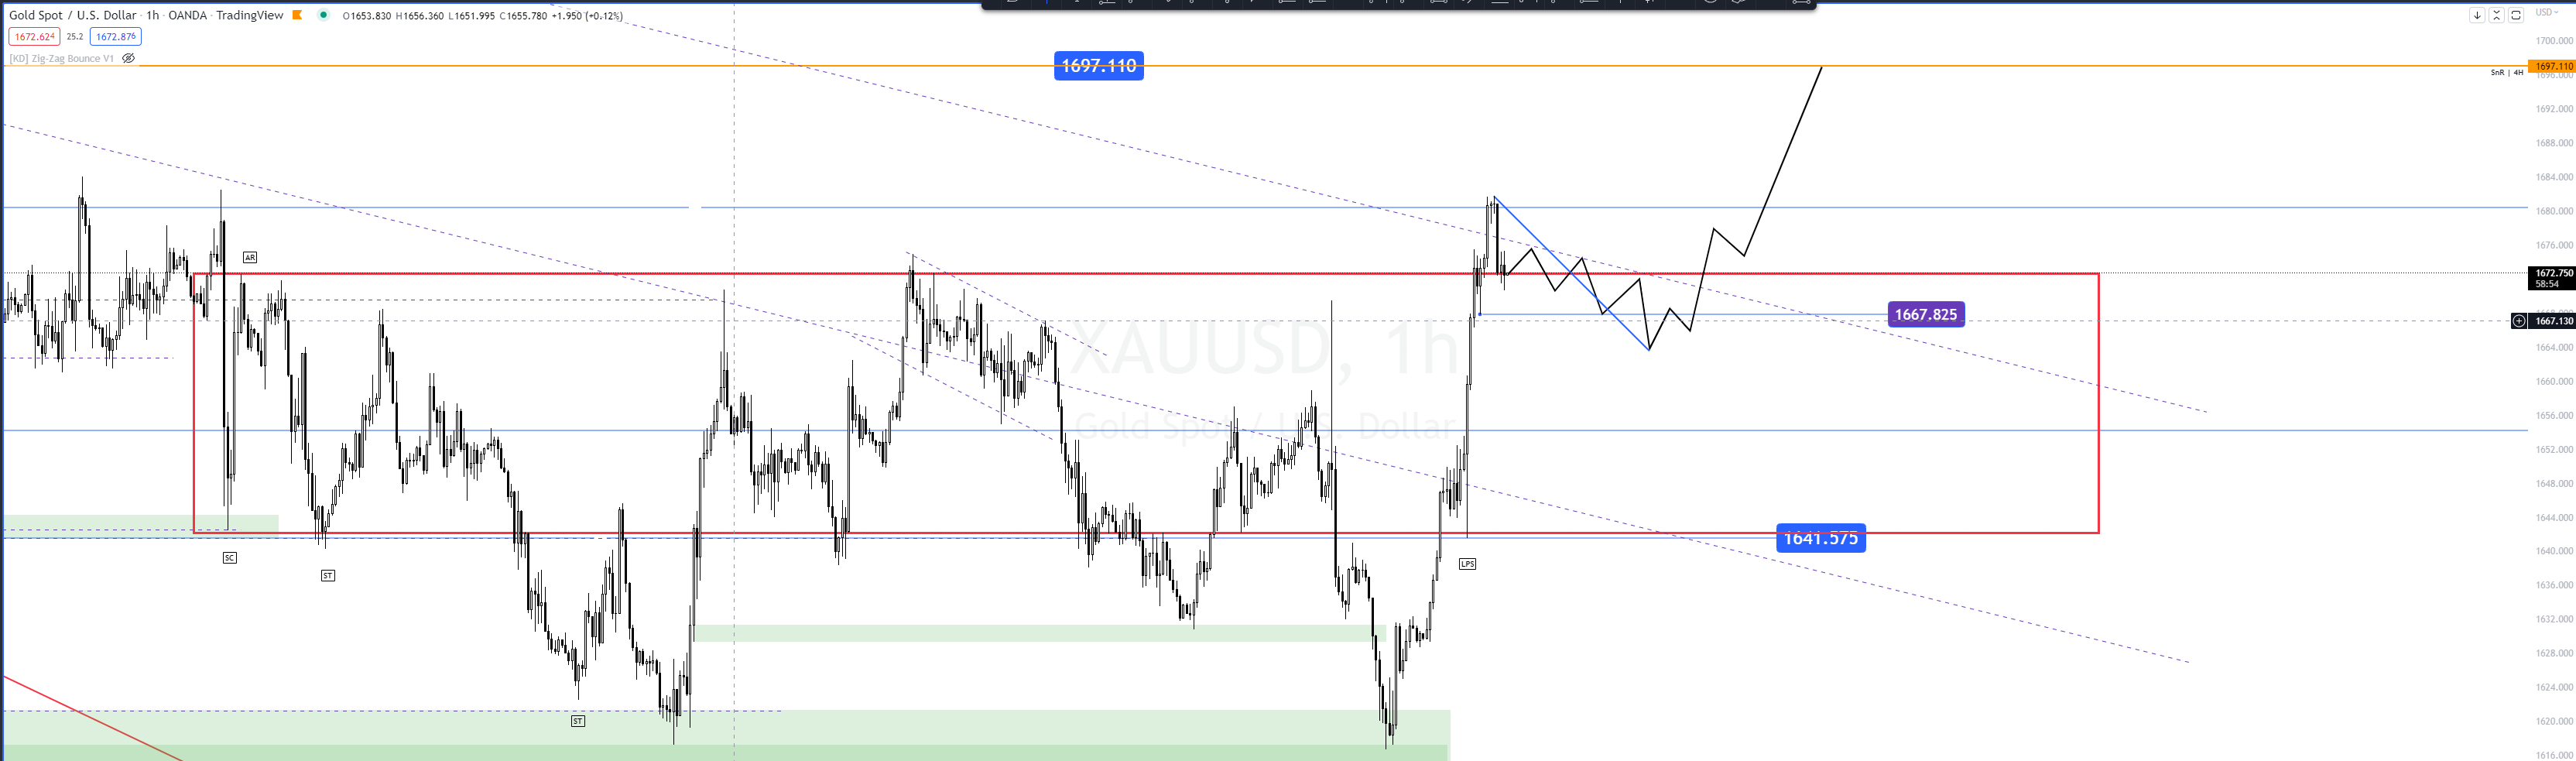 Gold Spot / U.S. Dollar · 1h · OANDA · TradingView O1653.830 H1656.360 L1651.995 C1655.780 +1.950 (+0.12%)
USD
1672.624 25.2 1672.876
[KD] Zig-Zag Bounce V1
1700.000
1697.110
1697.110
SnR | 4H
1696.000
1692.000
1688.000
1684.000
1680.000
1676.000
AR
1672.750
58:54
1667.825
1667.130
XAUUSD, 1h
Gold Spot / U.S. Dollar
1664.000
1660.000
1656.000
1652.000
1648.000
1644.000
1641.575
1640.000
SC
LPS
ST
1636.000
1632.000
1628.000
1624.000
ST
1620.000
1616.000